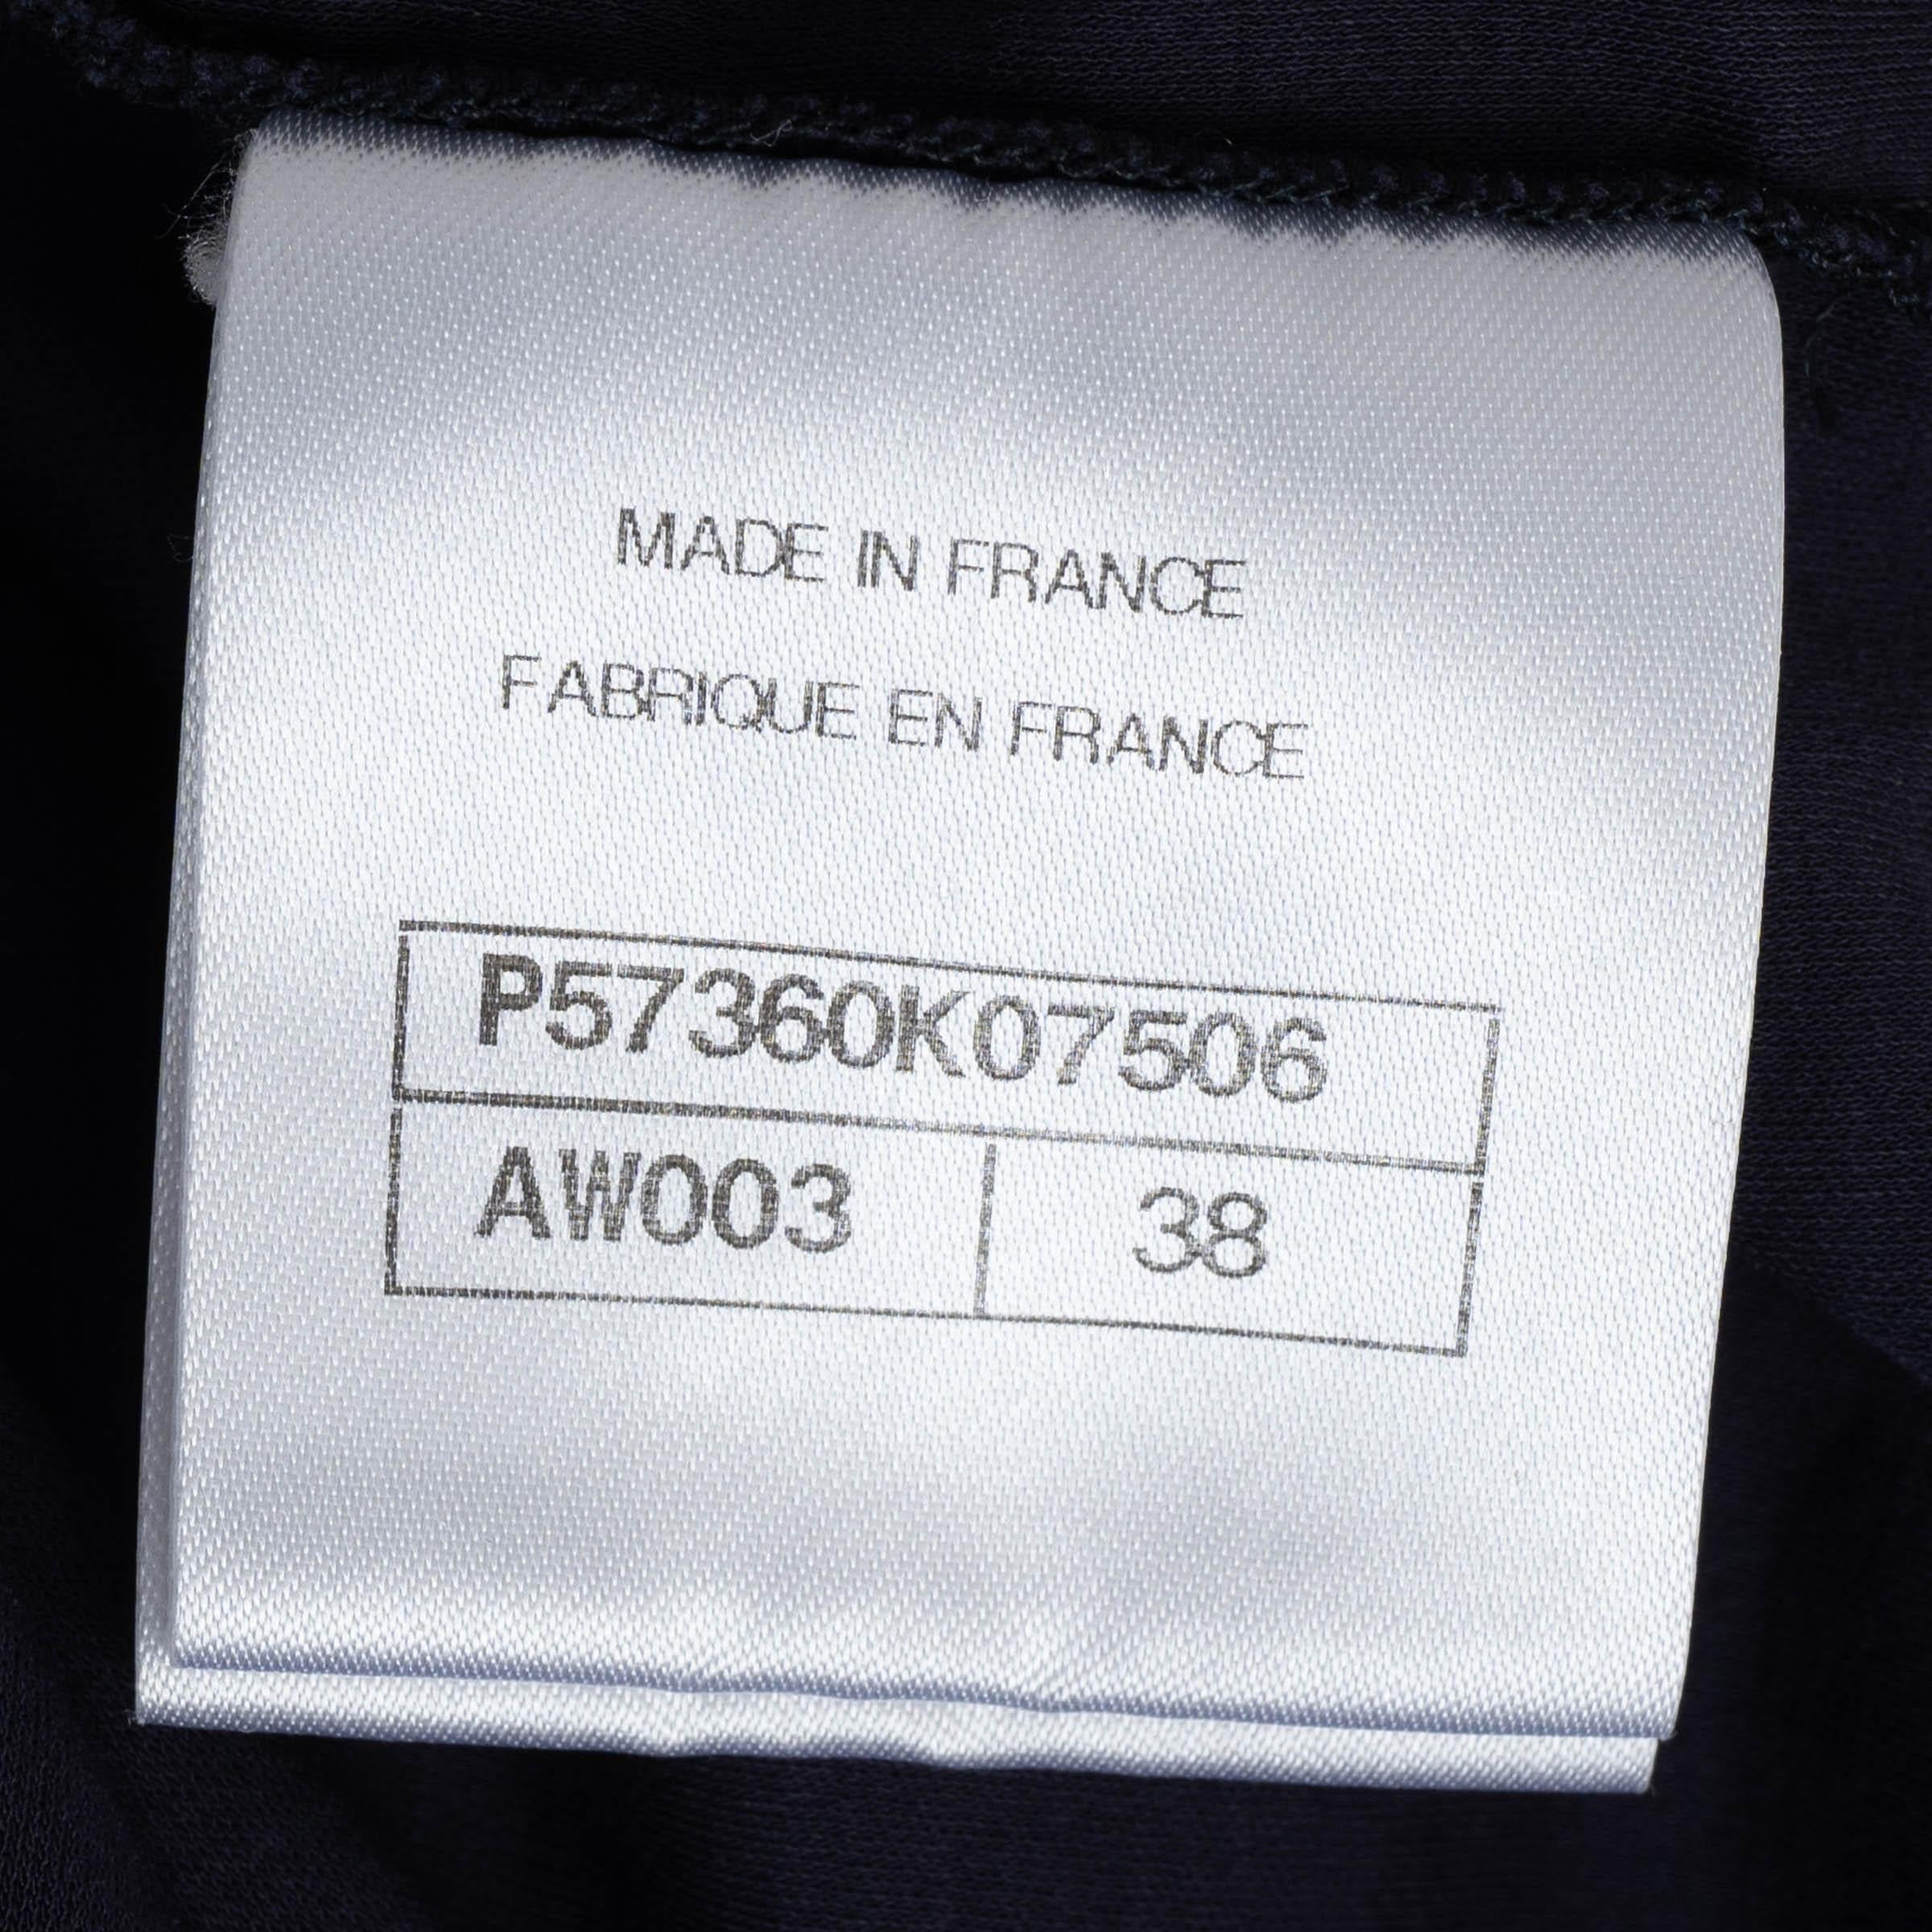 MADE IN FRANCE
FABRIQUE EN FRANCE
P57360K07506
AW003 38